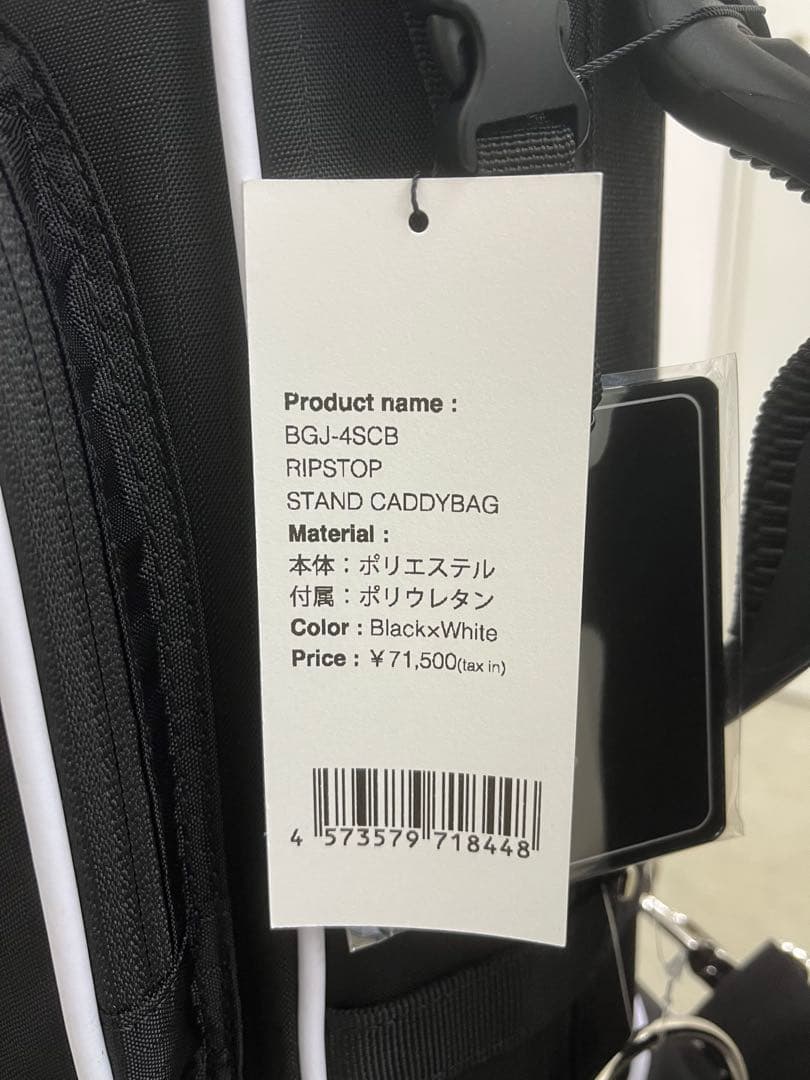 Product name :
BGJ-4SCB
RIPSTOP
STAND CADDYBAG
Material :
本体：ポリエステル
付属：ポリウレタン
Color : Black×White
Price : ￥71,500(tax in)
4 573579 718448